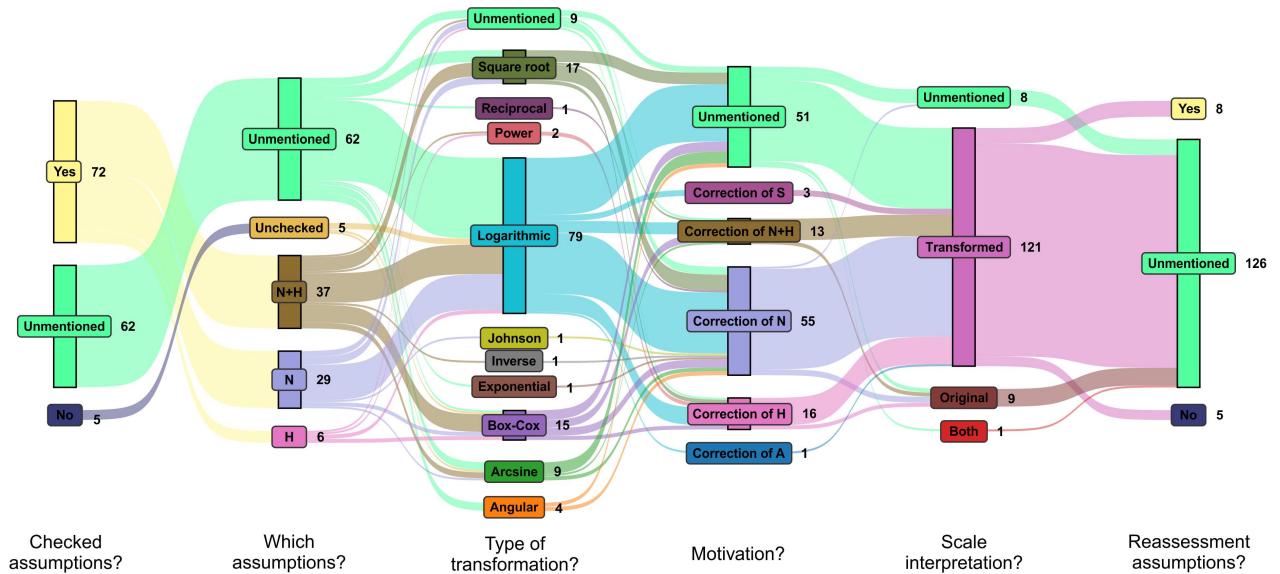 Yes 72
Unmentioned 62
No 5
Checked
assumptions?
Unmentioned 62
Unchecked 5
N+H 37
N 29
H 6
Which
assumptions?
Unmentioned 9
Square root 17
Reciprocal 1
Power 2
Logarithmic 79
Johnson 1
Inverse 1
Exponential 1
Box-Cox 15
Arcsine 9
Angular 4
Type of
transformation?
Unmentioned 51
Correction of S 3
Correction of N+H 13
Correction of N 55
Correction of H 16
Correction of A 1
Motivation?
Unmentioned 8
Transformed 121
Original 9
Both 1
Scale
interpretation?
Yes 8
Unmentioned 126
No 5
Reassessment
assumptions?